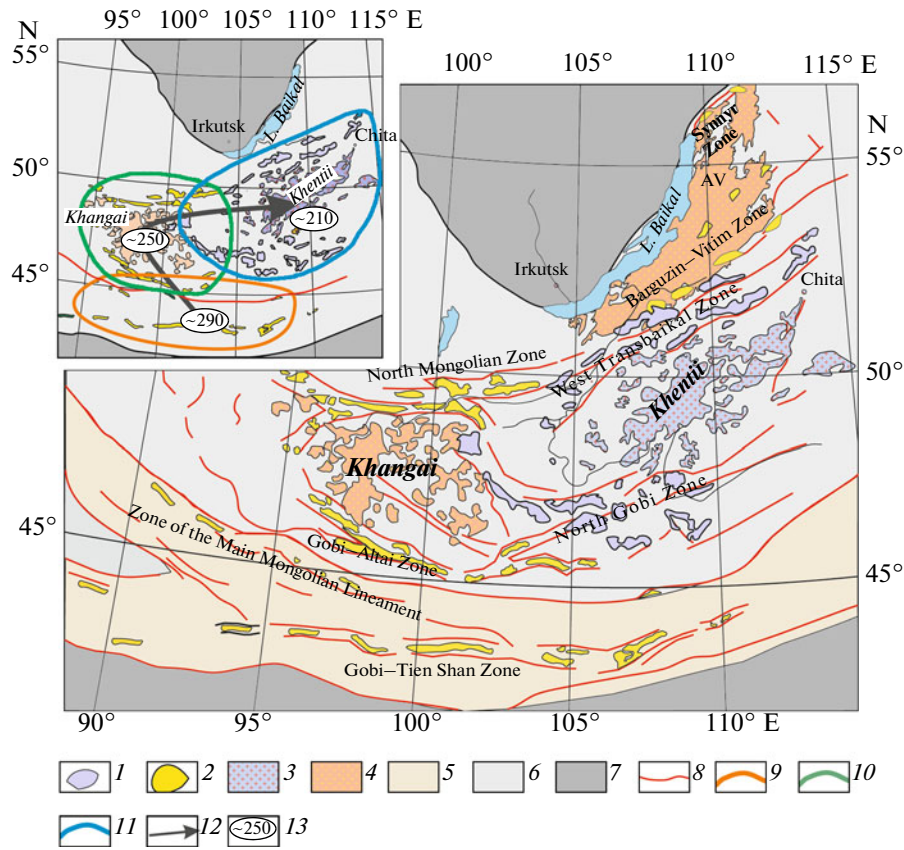 95° 100° 105° 110° 115° E
N
55°
50°
45°
Irkutsk
L. Baikal
Chita
Khentii
Khangai
~250
~210
~290
100° 105° 110° 115° E
N
55°
50°
45°
Synnyr
Zone
AV
L. Baikal
Barguzin–Vitim Zone
Irkutsk
Chita
West Transbaikal Zone
North Mongolian Zone
Khentii
Khangai
North Gobi Zone
45°
Gobi–Altai Zone
Zone of the Main Mongolian Lineament
Gobi–Tien Shan Zone
90° 95° 100° 105° 110° E
1 2 3 4 5 6 7 8 9 10
11 12 ~250 13